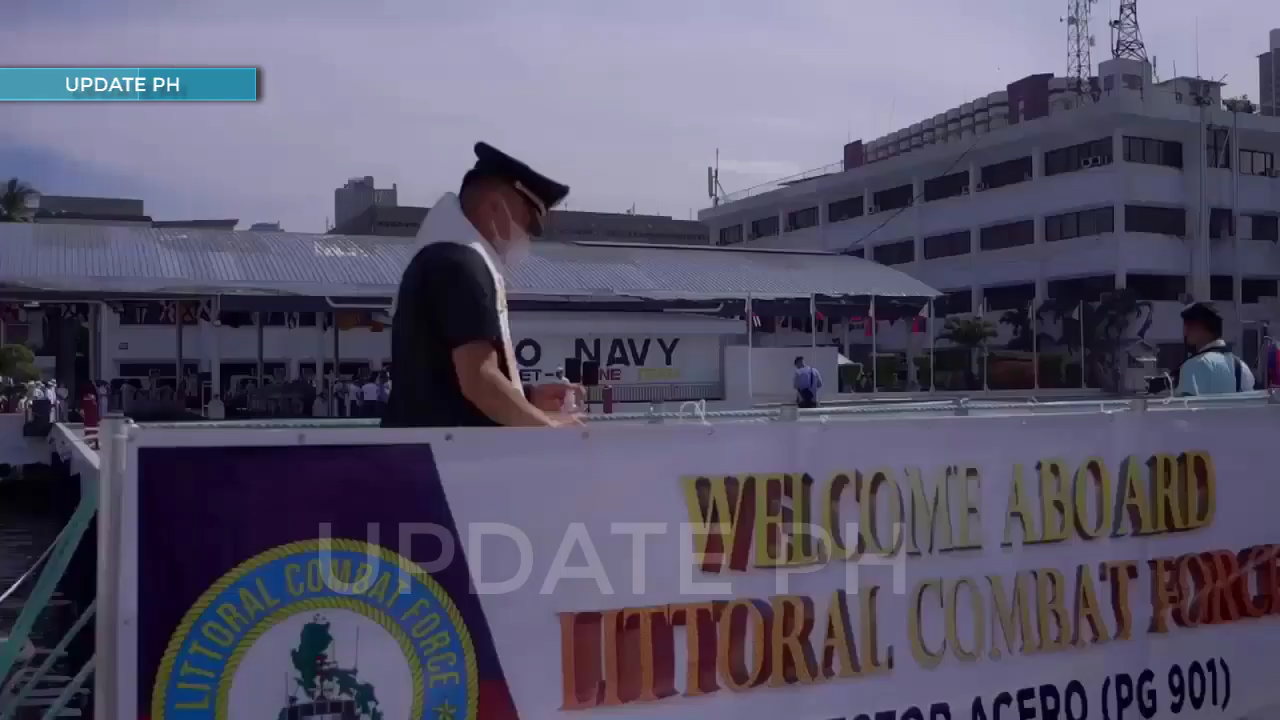 UPDATE PH
O NAVY
WELCOME ABOARD
UPDATE PH
LITTORAL COMBAT FORCE
LITTORAL COMBAT FORCE
ACERO (PG 901)